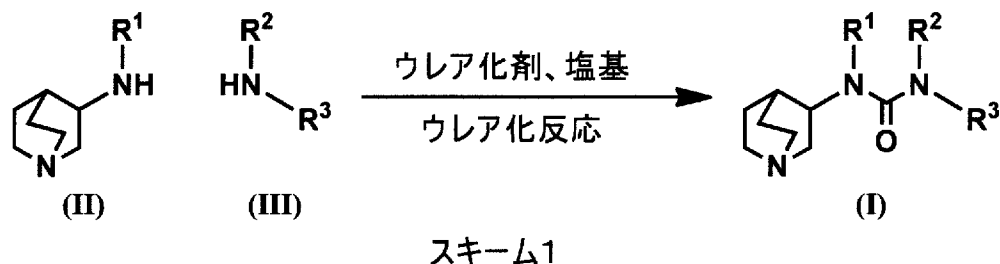 R¹ R² R¹ R²
NH HN ウレア化剤、塩基 N N
R³ ウレア化反応 O R³
N N
(II) (III) (I)
スキーム1